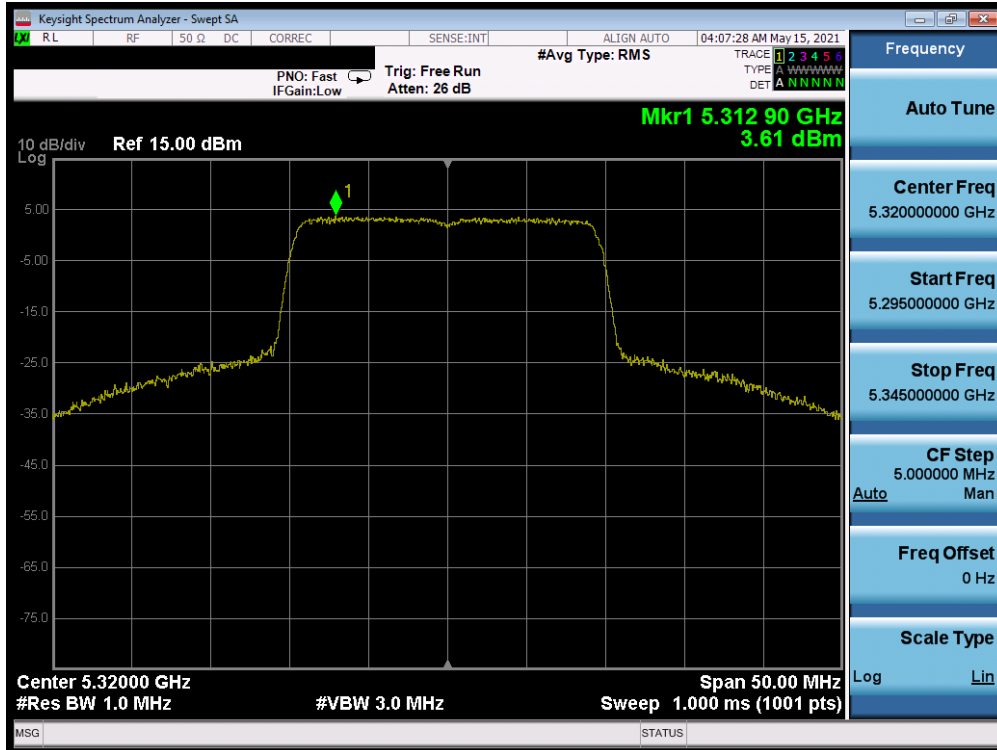 Keysight Spectrum Analyzer - Swept SA
LXI RL RF 50 Ω DC CORREC SENSE:INT ALIGN AUTO 04:07:28 AM May 15, 2021
#Avg Type: RMS TRACE 1 2 3 4 5 6
PNO: Fast Trig: Free Run TYPE A WWWWW
IFGain:Low Atten: 26 dB DET A N N N N N
Mkr1 5.312 90 GHz
3.61 dBm
10 dB/div Ref 15.00 dBm
Log
1
5.00
-5.00
-15.0
-25.0
-35.0
-45.0
-55.0
-65.0
-75.0
Center 5.32000 GHz Span 50.00 MHz
#Res BW 1.0 MHz #VBW 3.0 MHz Sweep 1.000 ms (1001 pts)
MSG STATUS
Frequency
Auto Tune
Center Freq
5.320000000 GHz
Start Freq
5.295000000 GHz
Stop Freq
5.345000000 GHz
CF Step
5.000000 MHz
Auto Man
Freq Offset
0 Hz
Scale Type
Log Lin